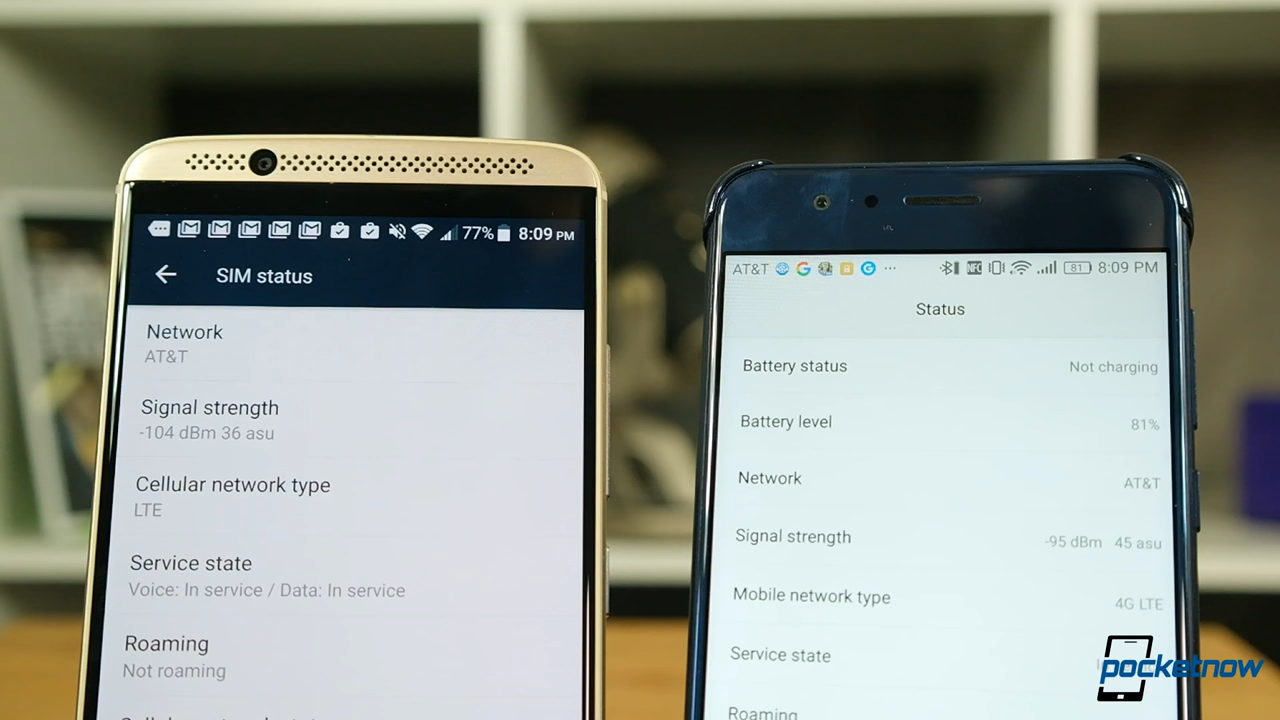 77% 8:09 PM
SIM status
Network
AT&T
Signal strength
-104 dBm 36 asu
Cellular network type
LTE
Service state
Voice: In service / Data: In service
Roaming
Not roaming
AT&T 81 8:09 PM
NFC
Status
Battery status Not charging
Battery level 81%
Network AT&T
Signal strength -95 dBm 45 asu
Mobile network type 4G LTE
Service state
Roaming
pocketnow